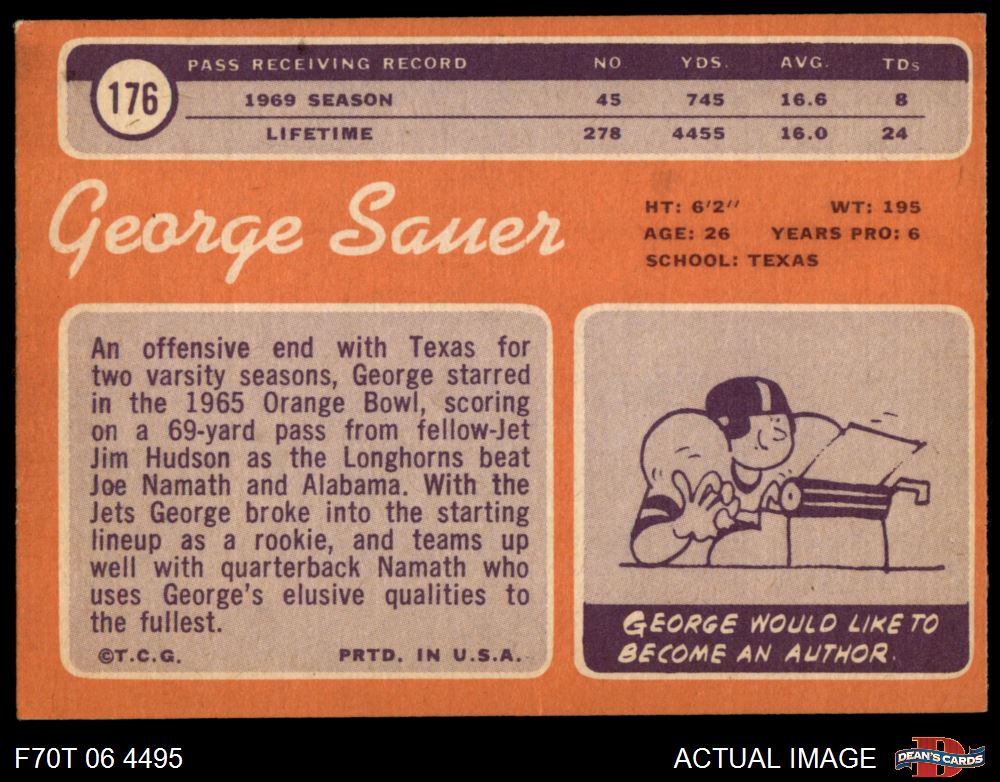 176
PASS RECEIVING RECORD NO YDS. AVG. TDs
1969 SEASON 45 745 16.6 8
LIFETIME 278 4455 16.0 24
George Sauer
HT: 6'2" WT: 195
AGE: 26 YEARS PRO: 6
SCHOOL: TEXAS
An offensive end with Texas for
two varsity seasons, George starred
in the 1965 Orange Bowl, scoring
on a 69-yard pass from fellow-Jet
Jim Hudson as the Longhorns beat
Joe Namath and Alabama. With the
Jets George broke into the starting
lineup as a rookie, and teams up
well with quarterback Namath who
uses George's elusive qualities to
the fullest.
©T.C.G. PRTD. IN U.S.A.
GEORGE WOULD LIKE TO
BECOME AN AUTHOR.
F70T 06 4495 ACTUAL IMAGE
D
DEAN'S CARDS